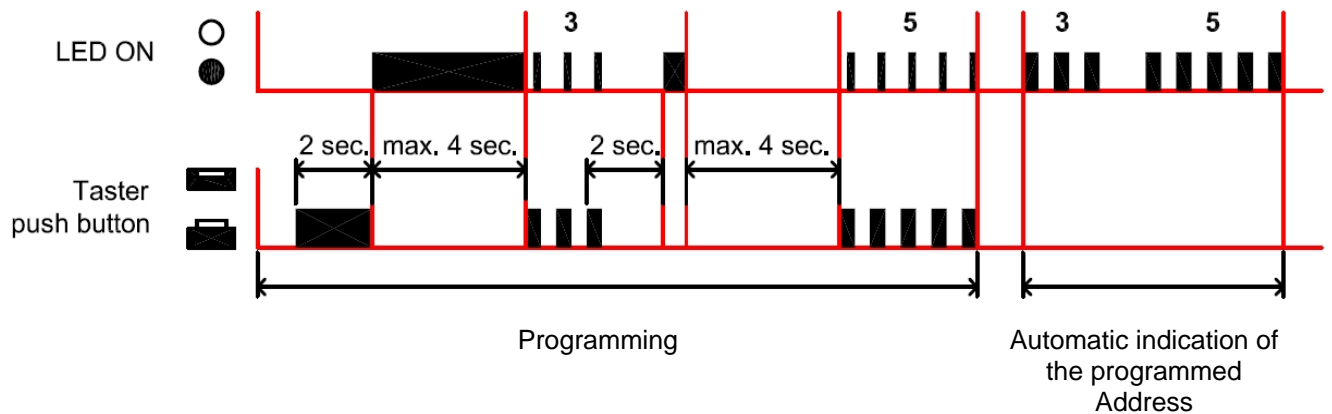 3 5 3 5
LED ON
2 sec. max. 4 sec. 2 sec. max. 4 sec.
Taster
push button
Programming
Automatic indication of
the programmed
Address